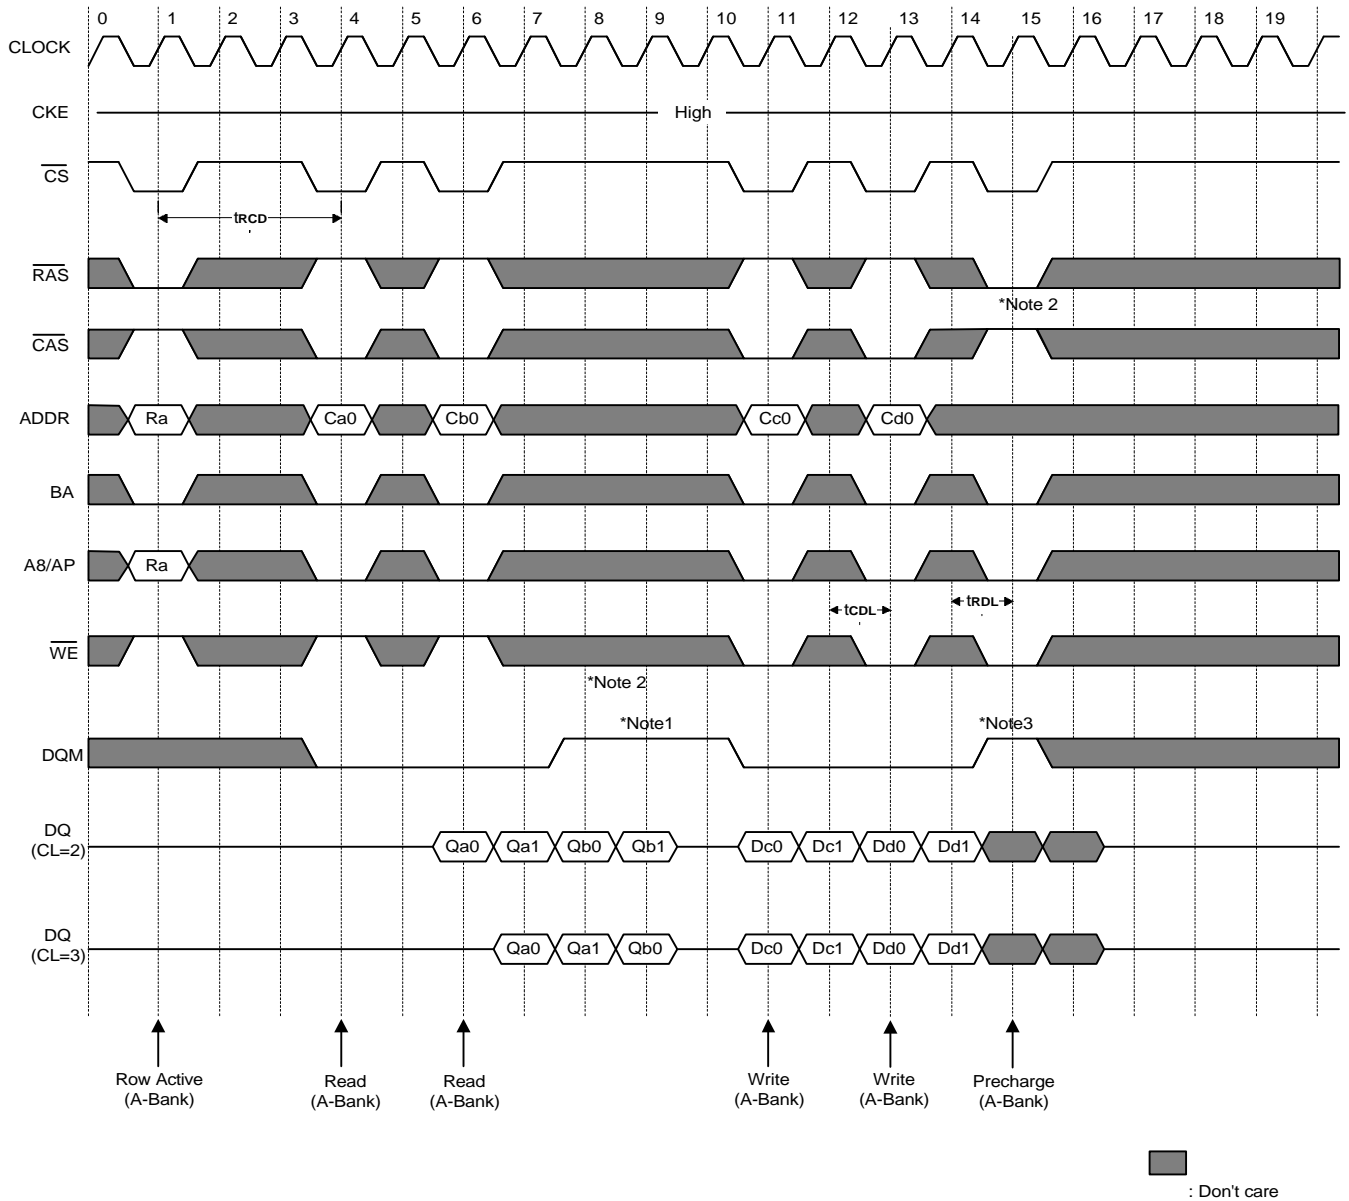 0 1 2 3 4 5 6 7 8 9 10 11 12 13 14 15 16 17 18 19
CLOCK
CKE High
CS
tRCD
RAS
*Note 2
CAS
ADDR Ra Ca0 Cb0 Cc0 Cd0
BA
A8/AP Ra
tCDL tRDL
WE
*Note 2
*Note1 *Note3
DQM
DQ
(CL=2) Qa0 Qa1 Qb0 Qb1 Dc0 Dc1 Dd0 Dd1
DQ
(CL=3) Qa0 Qa1 Qb0 Dc0 Dc1 Dd0 Dd1
Row Active Read Read Write Write Precharge
(A-Bank) (A-Bank) (A-Bank) (A-Bank) (A-Bank) (A-Bank)
: Don't care